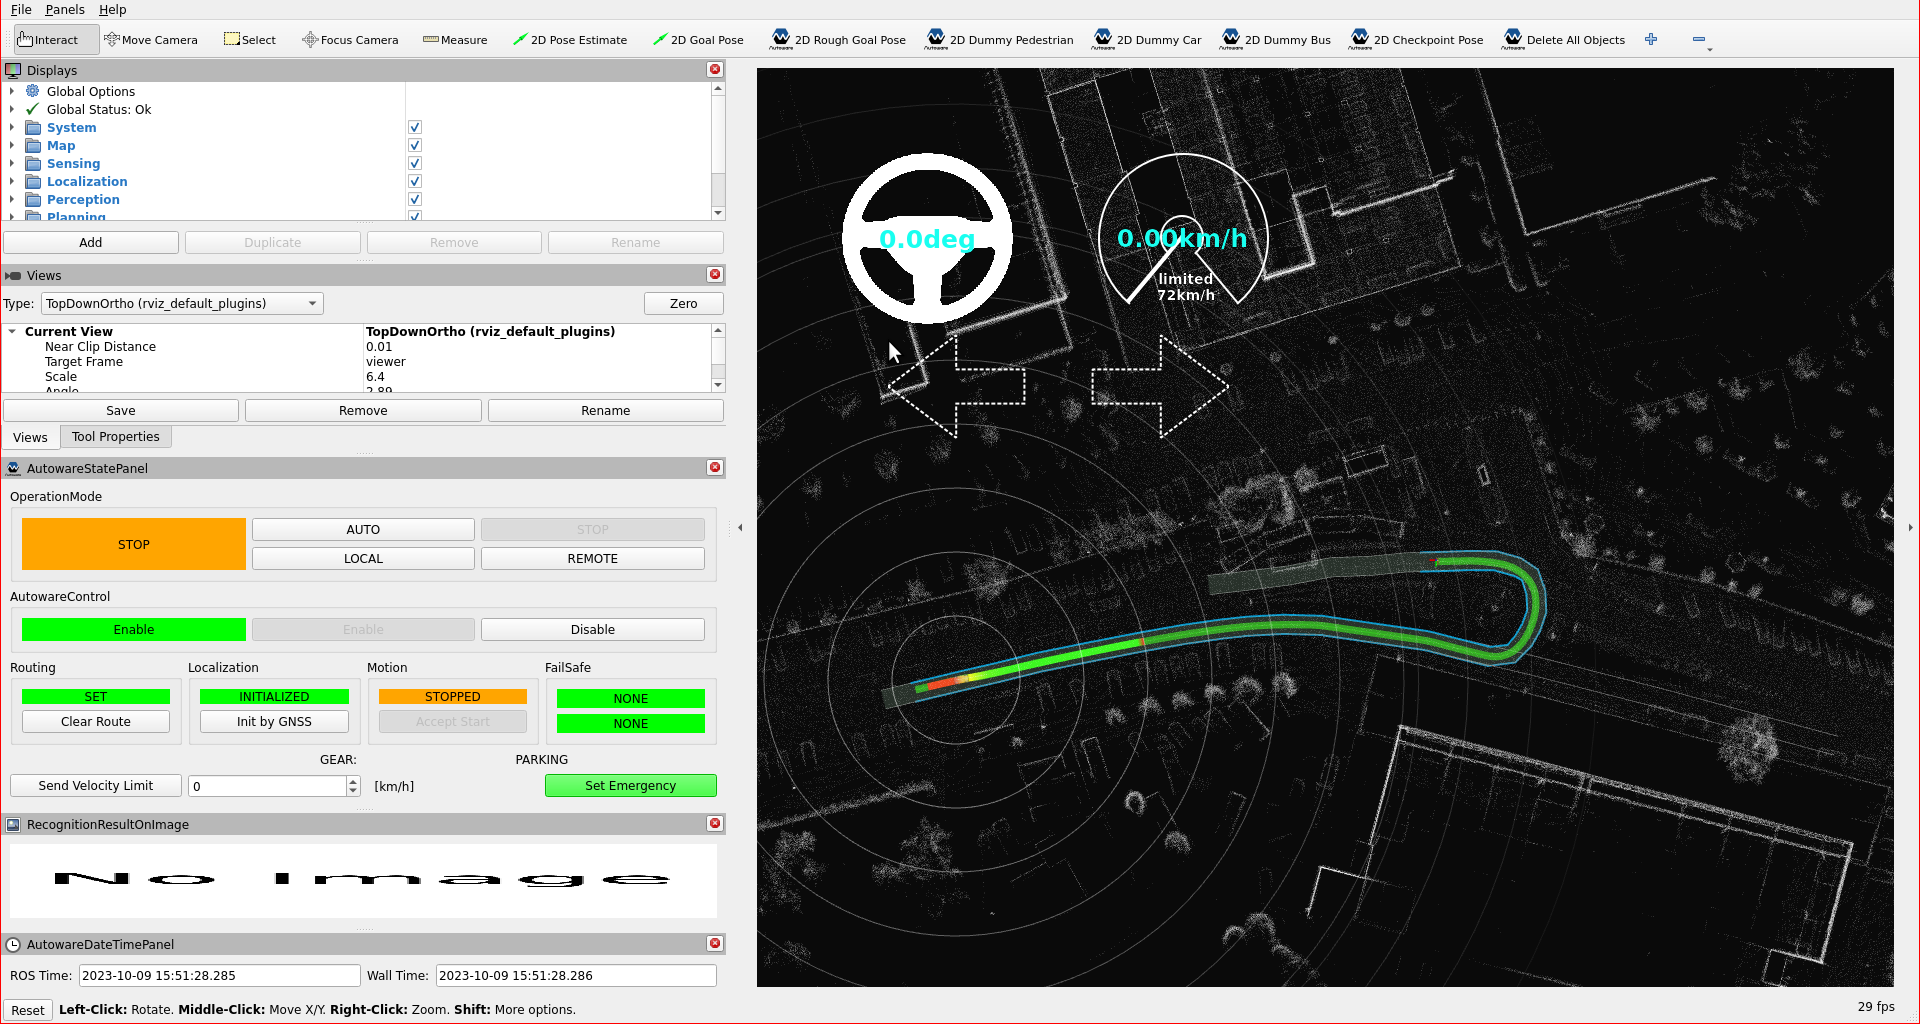 File Panels Help
Interact Move Camera Select Focus Camera Measure 2D Pose Estimate 2D Goal Pose 2D Rough Goal Pose 2D Dummy Pedestrian 2D Dummy Car 2D Dummy Bus 2D Checkpoint Pose Delete All Objects
Displays
Global Options
Global Status: Ok
System
Map
Sensing
Localization
Perception
Planning
Add Duplicate Remove Rename
Views
Type: TopDownOrtho (rviz_default_plugins) Zero
Current View TopDownOrtho (rviz_default_plugins)
Near Clip Distance 0.01
Target Frame viewer
Scale 6.4
Angle 2.89
Save Remove Rename
Views Tool Properties
AutowareStatePanel
OperationMode
STOP AUTO STOP
LOCAL REMOTE
AutowareControl
Enable Enable Disable
Routing Localization Motion FailSafe
SET INITIALIZED STOPPED NONE
Clear Route Init by GNSS Accept Start NONE
GEAR: PARKING
Send Velocity Limit 0 [km/h] Set Emergency
RecognitionResultOnImage
No Image
AutowareDateTimePanel
ROS Time: 2023-10-09 15:51:28.285 Wall Time: 2023-10-09 15:51:28.286
Reset Left-Click: Rotate. Middle-Click: Move X/Y. Right-Click: Zoom. Shift: More options.
0.0deg
0.00km/h
limited
72km/h
29 fps